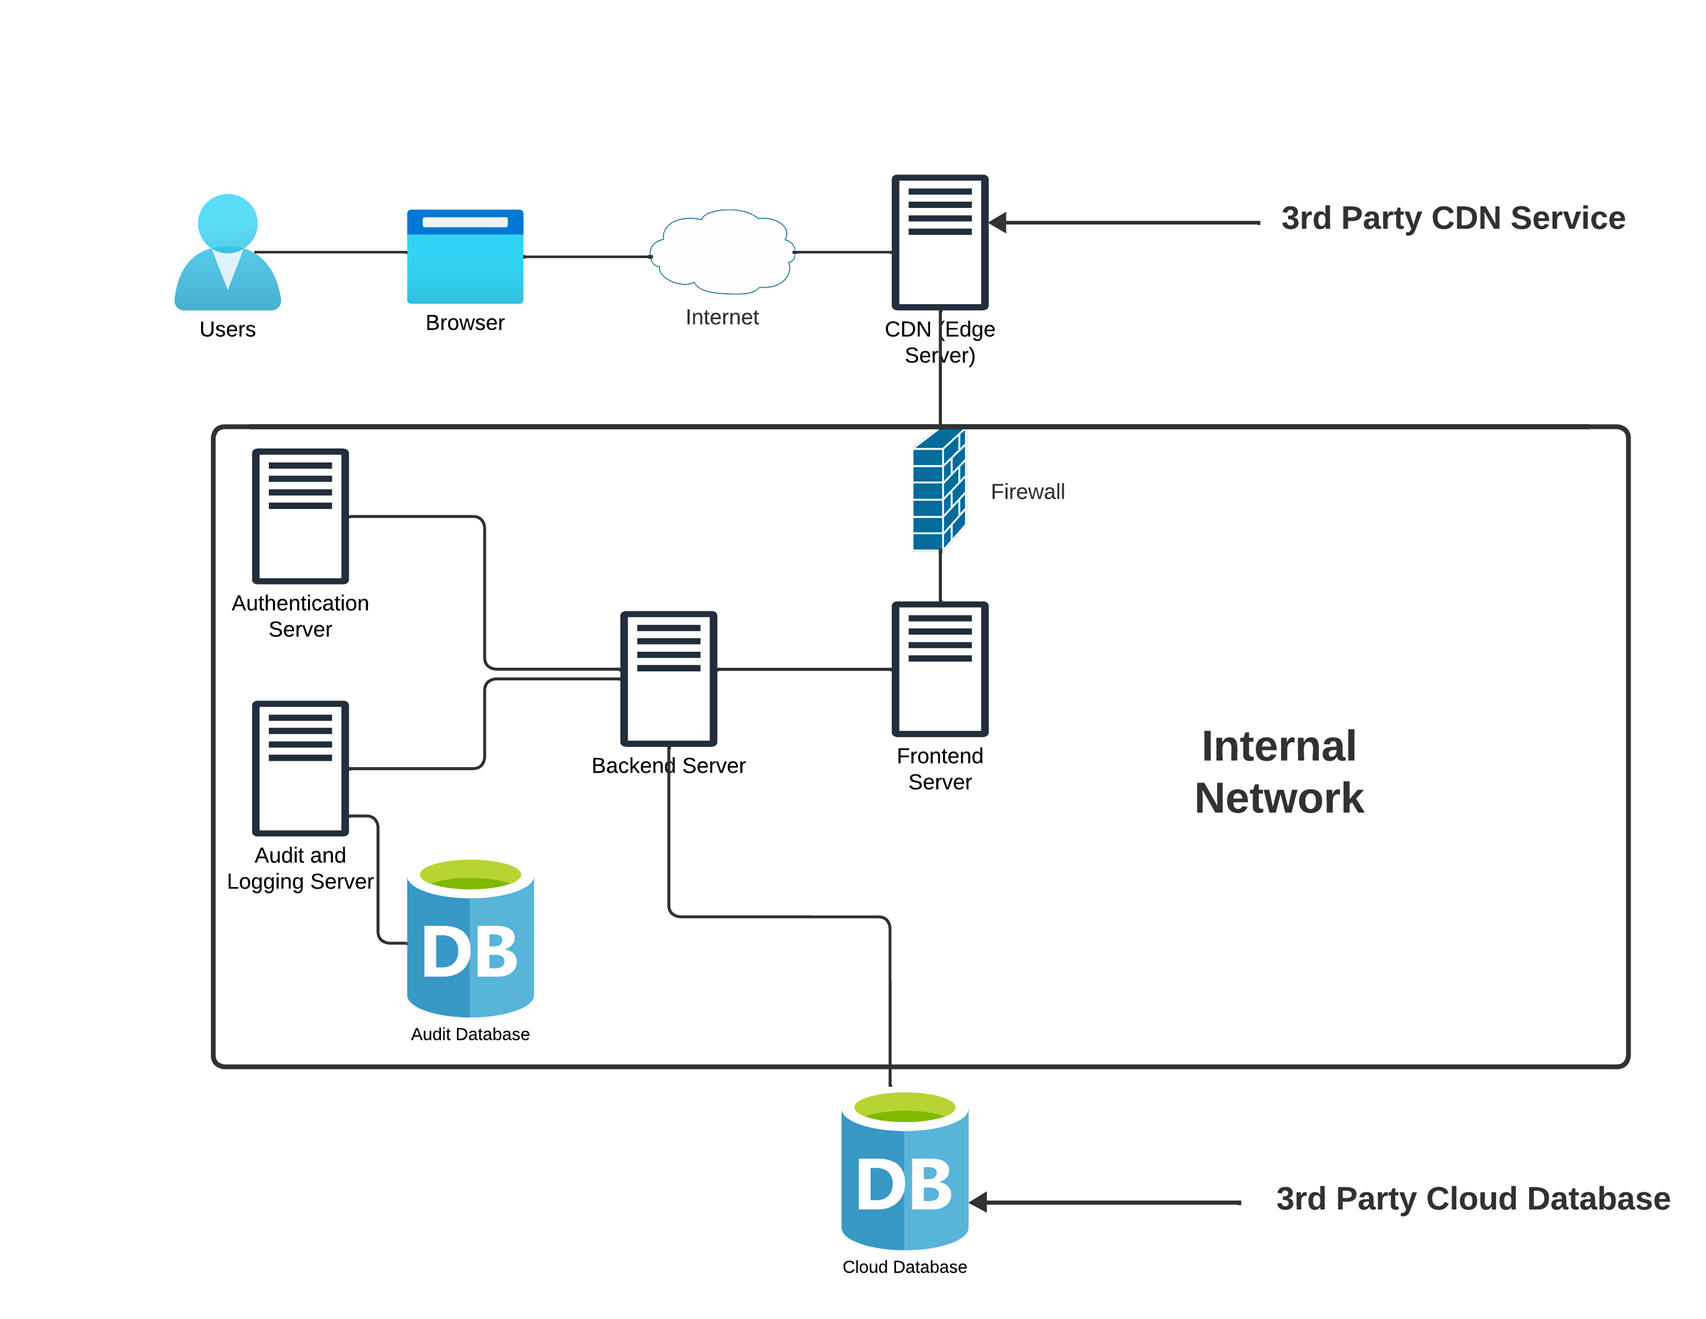 3rd Party CDN Service
Users
Browser
Internet
CDN (Edge
Server)
Firewall
Authentication
Server
Internal
Network
Backend Server
Frontend
Server
Audit and
Logging Server
DB
Audit Database
DB
3rd Party Cloud Database
Cloud Database